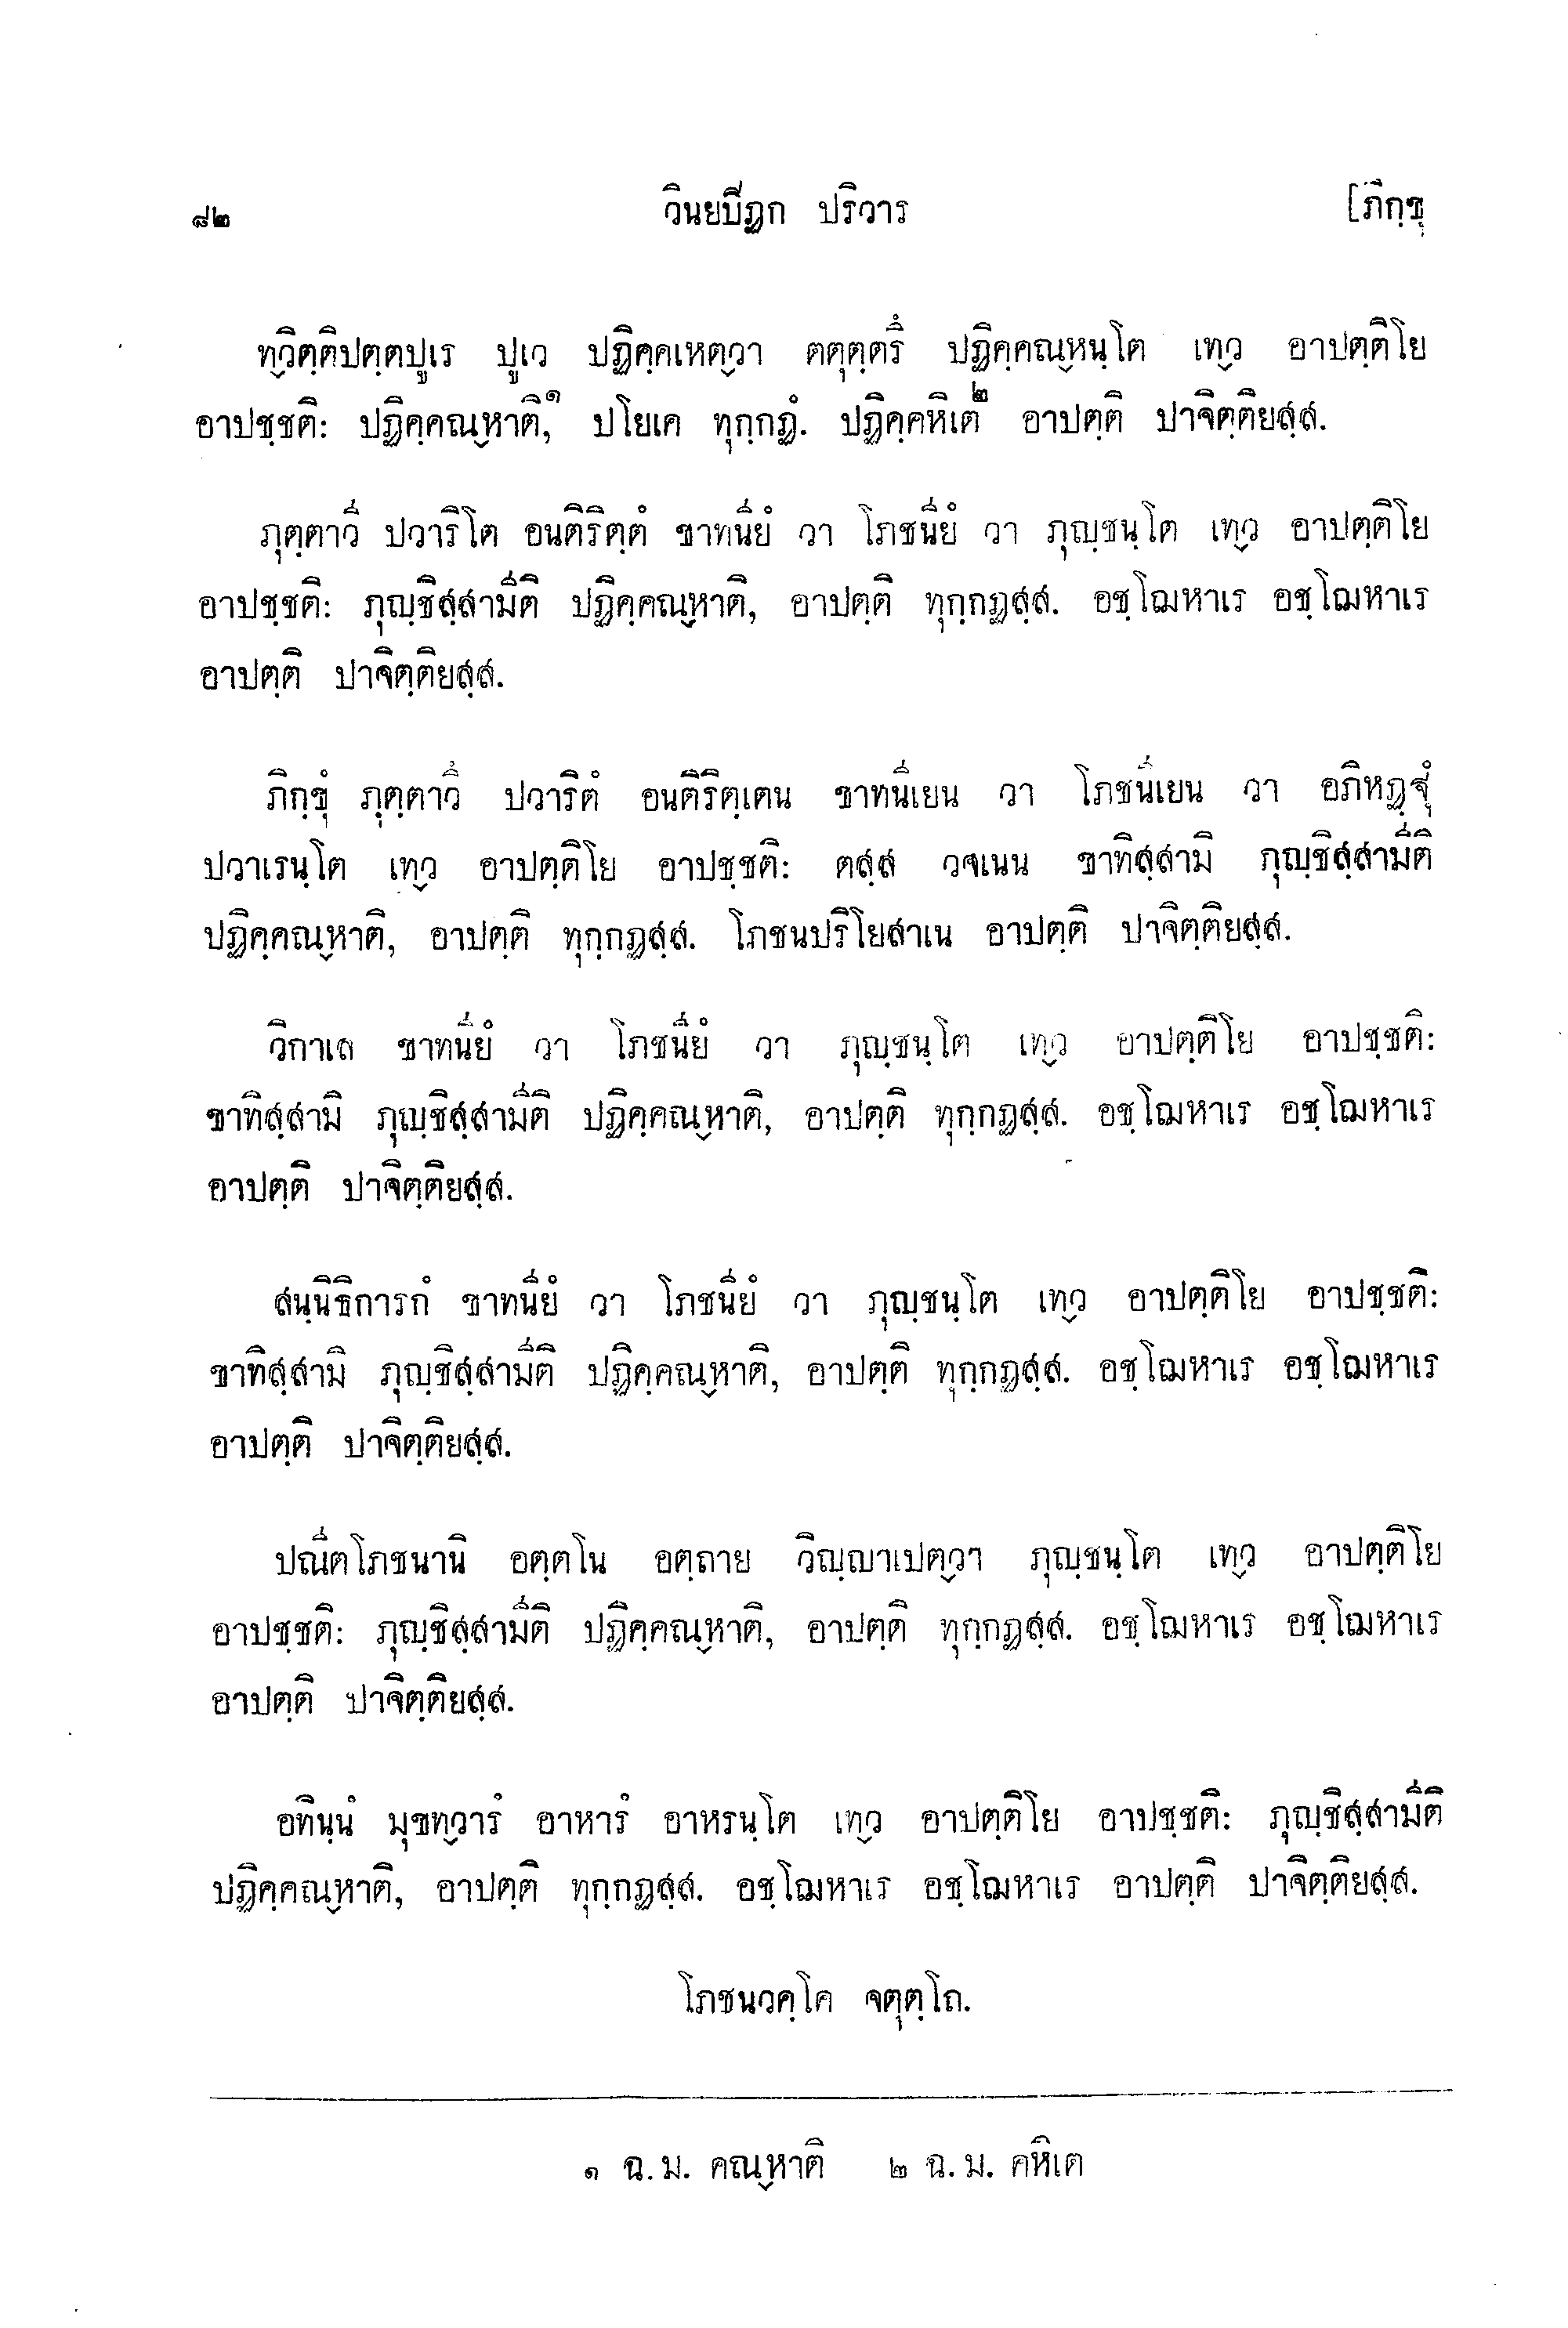 ๘๒ วินยปีฏก ปริวาร [ภิกฺขุ
ท๎วิตฺติปตฺตปูเร ปูเว ปฏิคฺคเหต๎วา ตตุตฺตรึ ปฏิคฺคณ๎หนฺโต เท๎ว อาปตฺติโย
อาปชฺชติ: ปฏิคฺคณ๎หาติ,๑ ปโยเค ทุกฺกฏํ. ปฏิคฺคหิเต๒ อาปตฺติ ปาจิตฺติยสฺส.
ภุตฺตาวี ปวาริโต อนติริตฺตํ ขาทนียํ วา โภชนียํ วา ภุญฺชนฺโต เท๎ว อาปตฺติโย
อาปชฺชติ: ภุญฺชิสฺสามีติ ปฏิคฺคณ๎หาติ, อาปตฺติ ทุกฺกฏสฺส. อชฺโฌหาเร อชฺโฌหาเร
อาปตฺติ ปาจิตฺติยสฺส.
ภิกฺขุํ ภุตฺตาวึ ปวาริตํ อนติริตฺเตน ขาทนีเยน วา โภชนีเยน วา อภิหฏฺฐุํ
ปวาเรนฺโต เท๎ว อาปตฺติโย อาปชฺชติ: ตสฺส วจเนน ขาทิสฺสามิ ภุญฺชิสฺสามีติ
ปฏิคฺคณ๎หาติ, อาปตฺติ ทุกฺกฏสฺส. โภชนปริโยสาเน อาปตฺติ ปาจิตฺติยสฺส.
วิกาเล ขาทนียํ วา โภชนียํ วา ภุญฺชนฺโต เท๎ว อาปตฺติโย อาปชฺชติ:
ขาทิสฺสามิ ภุญฺชิสฺสามีติ ปฏิคฺคณ๎หาติ, อาปตฺติ ทุกฺกฏสฺส. อชฺโฌหาเร อชฺโฌหาเร
อาปตฺติ ปาจิตฺติยสฺส.
สนฺนิธิการกํ ขาทนียํ วา โภชนียํ วา ภุญฺชนฺโต เท๎ว อาปตฺติโย อาปชฺชติ:
ขาทิสฺสามิ ภุญฺชิสฺสามีติ ปฏิคฺคณ๎หาติ, อาปตฺติ ทุกฺกฏสฺส. อชฺโฌหาเร อชฺโฌหาเร
อาปตฺติ ปาจิตฺติยสฺส.
ปณีตโภชนานิ อตฺตโน อตฺถาย วิญฺญาเปต๎วา ภุญฺชนฺโต เท๎ว อาปตฺติโย
อาปชฺชติ: ภุญฺชิสฺสามีติ ปฏิคฺคณ๎หาติ, อาปตฺติ ทุกฺกฏสฺส. อชฺโฌหาเร อชฺโฌหาเร
อาปตฺติ ปาจิตฺติยสฺส.
อทินฺนํ มุขท๎วารํ อาหารํ อาหรนฺโต เท๎ว อาปตฺติโย อาปชฺชติ: ภุญฺชิสฺสามีติ
ปฏิคฺคณ๎หาติ, อาปตฺติ ทุกฺกฏสฺส. อชฺโฌหาเร อชฺโฌหาเร อาปตฺติ ปาจิตฺติยสฺส.
โภชนวคฺโค จตุตฺโถ.
๑ ฉ.ม. คณ๎หาติ ๒ ฉ.ม. คหิเต